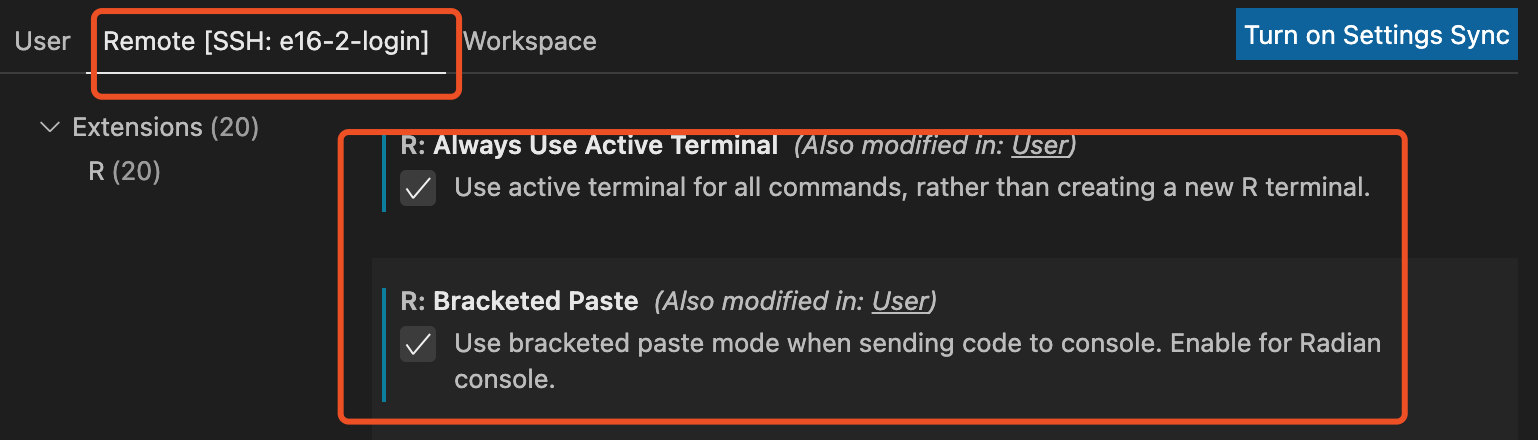 User Remote [SSH: e16-2-login] Workspace Turn on Settings Sync
Extensions (20)
R (20)
R: Always Use Active Terminal (Also modified in: User)
Use active terminal for all commands, rather than creating a new R terminal.
R: Bracketed Paste (Also modified in: User)
Use bracketed paste mode when sending code to console. Enable for Radian
console.